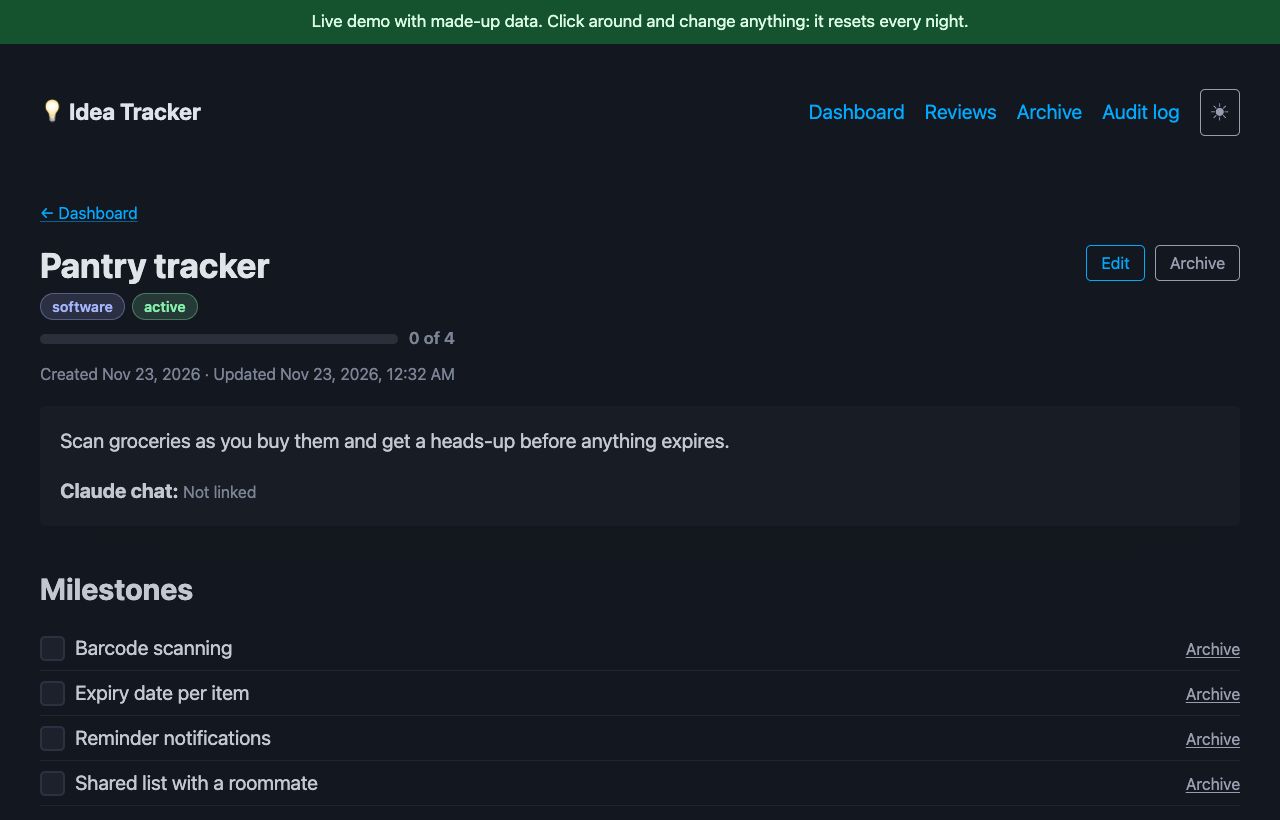 Live demo with made-up data. Click around and change anything: it resets every night.
Idea Tracker
Dashboard Reviews Archive Audit log
← Dashboard
Pantry tracker
Edit Archive
software active
0 of 4
Created Nov 23, 2026 · Updated Nov 23, 2026, 12:32 AM
Scan groceries as you buy them and get a heads-up before anything expires.
Claude chat: Not linked
Milestones
Barcode scanning Archive
Expiry date per item Archive
Reminder notifications Archive
Shared list with a roommate Archive